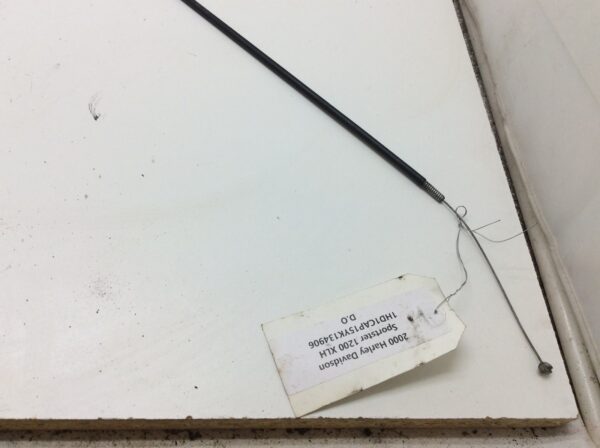 2000 Harley Davidson
Sportster 1200 XLH
1HD1CAP15YK134906
D.O